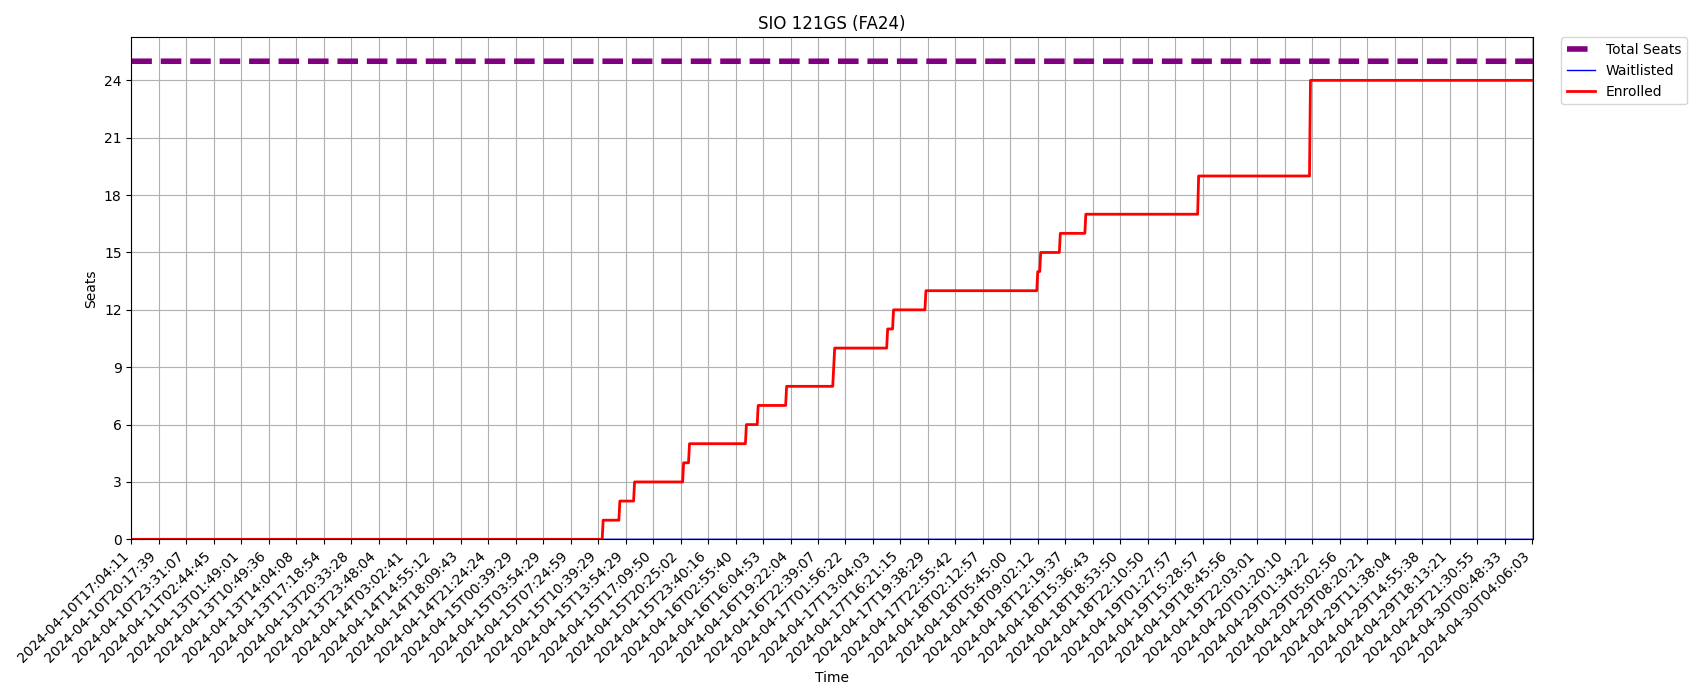 SIO 121GS (FA24)
Total Seats
Waitlisted
Enrolled
24
21
18
15
12
9
6
3
0
Seats
2024-04-10T17:04:11
2024-04-10T20:17:39
2024-04-10T23:31:07
2024-04-11T02:44:45
2024-04-13T01:49:01
2024-04-13T10:49:36
2024-04-13T14:04:08
2024-04-13T17:18:54
2024-04-13T20:33:28
2024-04-13T23:48:04
2024-04-14T03:02:41
2024-04-14T14:55:12
2024-04-14T18:09:43
2024-04-14T21:24:24
2024-04-15T00:39:29
2024-04-15T03:54:29
2024-04-15T07:24:59
2024-04-15T10:39:29
2024-04-15T13:54:29
2024-04-15T17:09:50
2024-04-15T20:25:02
2024-04-15T23:40:16
2024-04-16T02:55:40
2024-04-16T16:04:53
2024-04-16T19:22:04
2024-04-16T22:39:07
2024-04-17T01:56:22
2024-04-17T13:04:03
2024-04-17T16:21:15
2024-04-17T19:38:29
2024-04-17T22:55:42
2024-04-18T02:12:57
2024-04-18T05:45:00
2024-04-18T09:02:12
2024-04-18T12:19:37
2024-04-18T15:36:43
2024-04-18T18:53:50
2024-04-18T22:10:50
2024-04-19T01:27:57
2024-04-19T15:28:57
2024-04-19T18:45:56
2024-04-19T22:03:01
2024-04-20T01:20:10
2024-04-29T01:34:22
2024-04-29T05:02:56
2024-04-29T08:20:21
2024-04-29T11:38:04
2024-04-29T14:55:38
2024-04-29T18:13:21
2024-04-29T21:30:55
2024-04-30T00:48:33
2024-04-30T04:06:03
Time